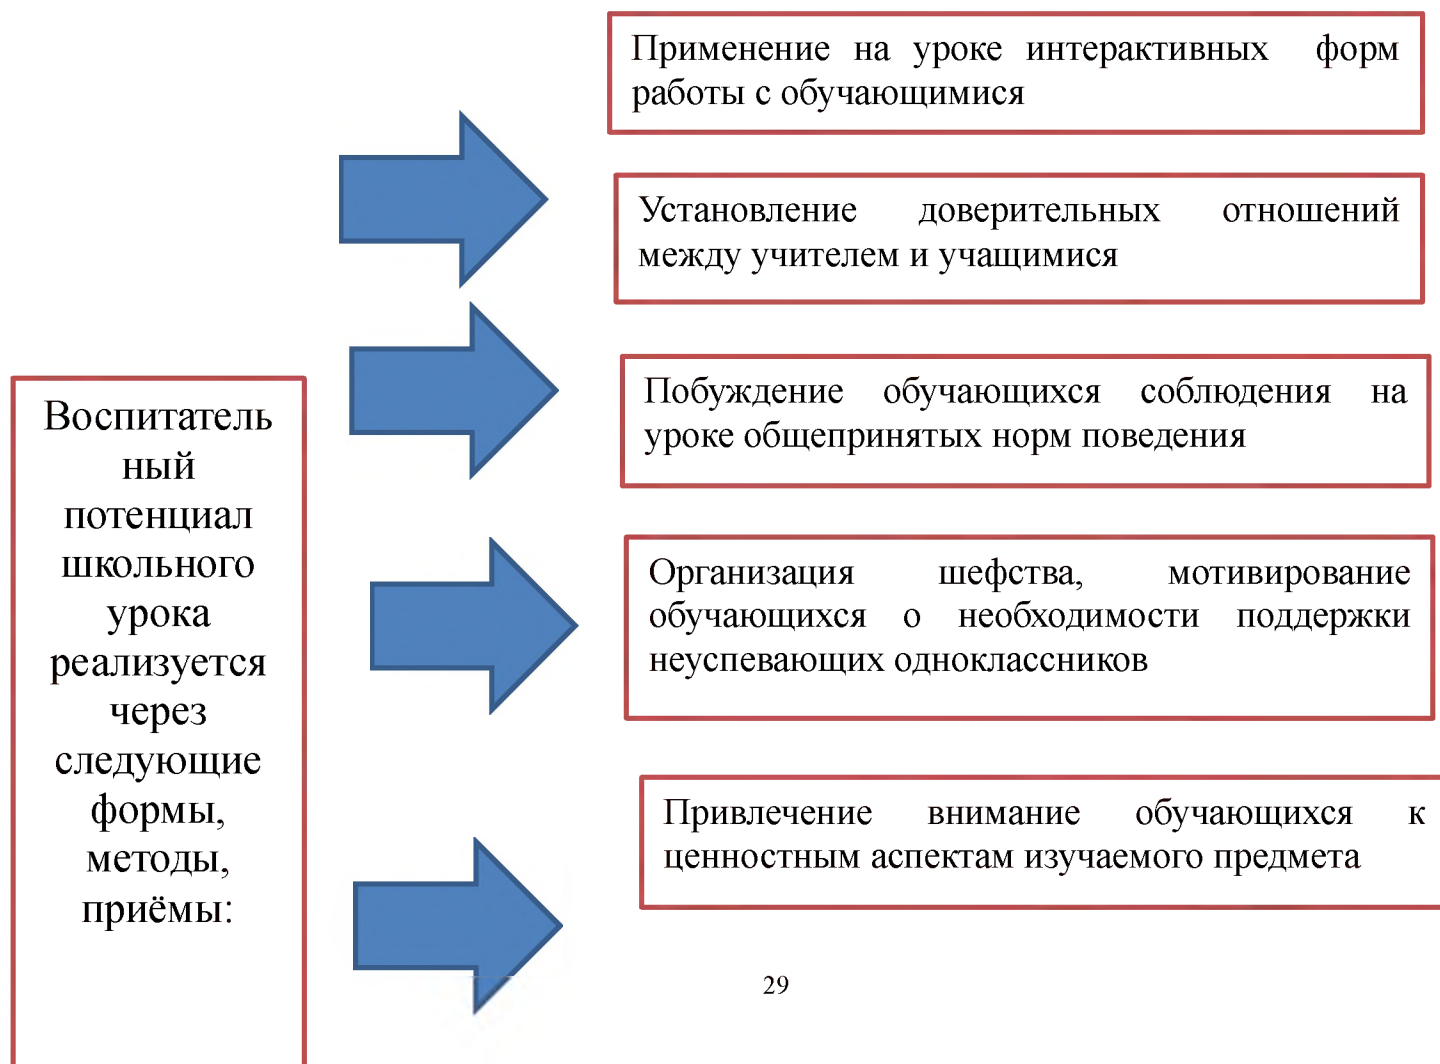 Применение на уроке интерактивных форм
работы с обучающимися
Установление доверительных отношений
между учителем и учащимися
Побуждение обучающихся соблюдения на
уроке общепринятых норм поведения
Воспитатель
ный
потенциал
школьного
урока
реализуется
через
следующие
формы,
методы,
приёмы:
Организация шефства, мотивирование
обучающихся о необходимости поддержки
неуспевающих одноклассников
Привлечение внимание обучающихся к
ценностным аспектам изучаемого предмета
29